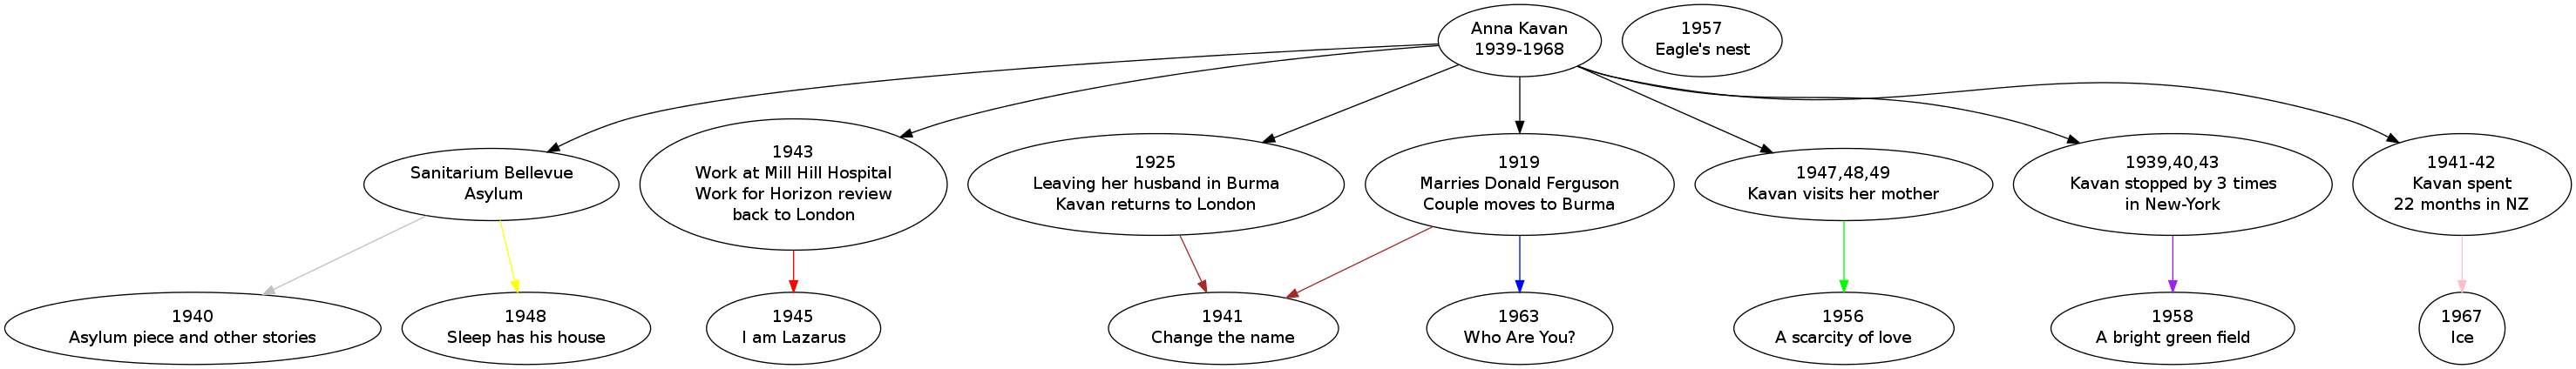 Anna Kavan
1939-1968
1957
Eagle's nest
Sanitarium Bellevue
Asylum
1943
Work at Mill Hill Hospital
Work for Horizon review
back to London
1925
Leaving her husband in Burma
Kavan returns to London
1919
Marries Donald Ferguson
Couple moves to Burma
1947,48,49
Kavan visits her mother
1939,40,43
Kavan stopped by 3 times
in New-York
1941-42
Kavan spent
22 months in NZ
1940
Asylum piece and other stories
1948
Sleep has his house
1945
I am Lazarus
1941
Change the name
1963
Who Are You?
1956
A scarcity of love
1958
A bright green field
1967
Ice